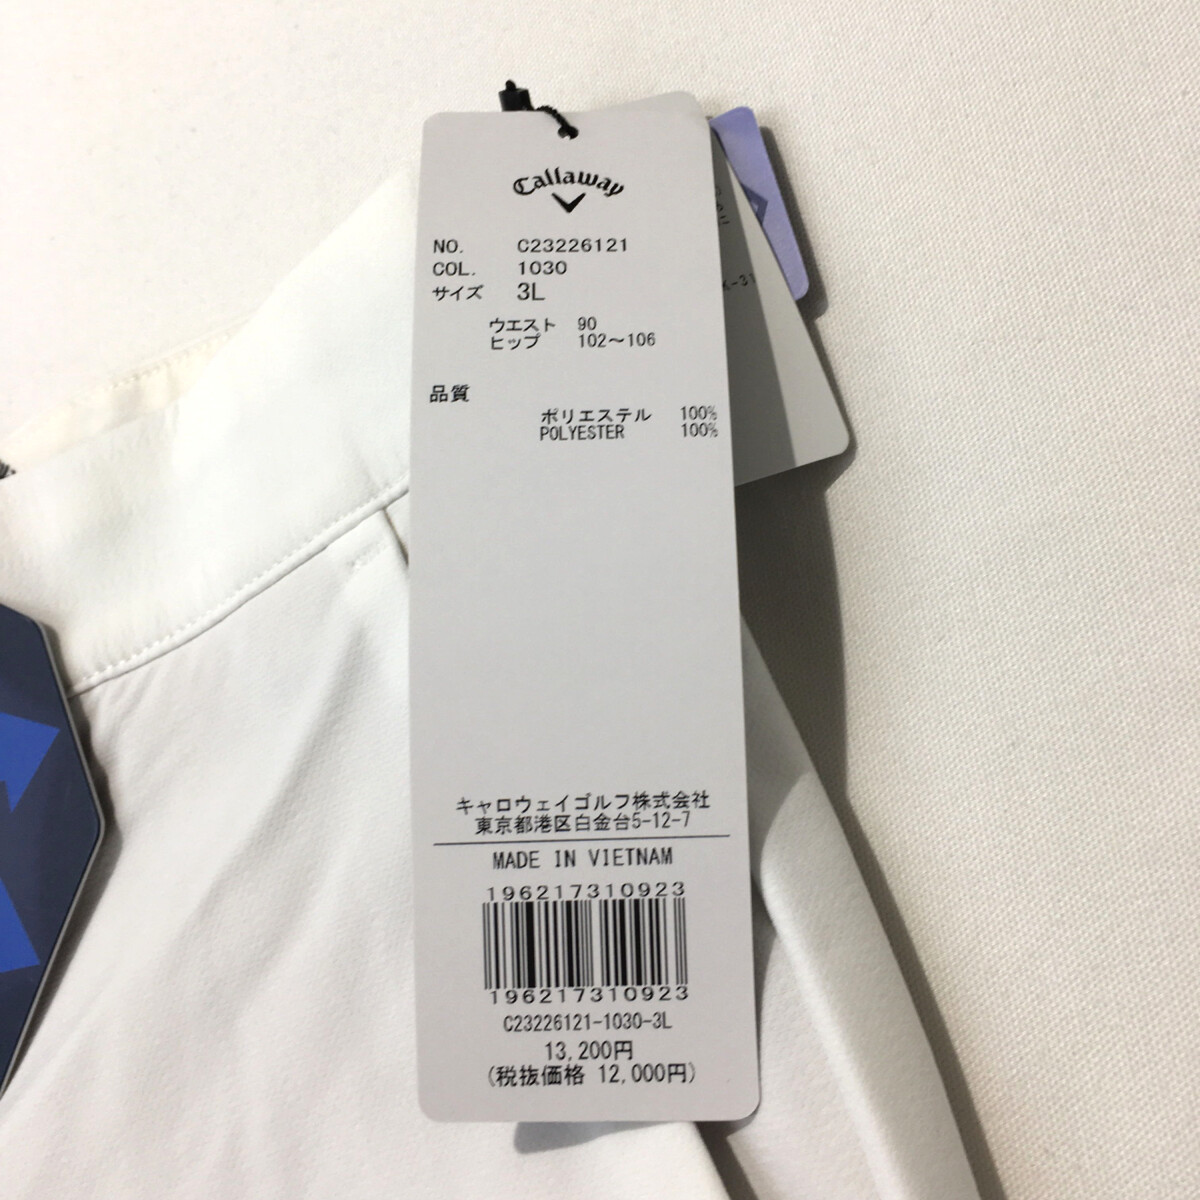 Callaway
NO. C23226121
COL. 1030
サイズ 3L
ウエスト 90
ヒップ 102～106
品質
ポリエステル 100%
POLYESTER 100%
キャロウェイゴルフ株式会社
東京都港区白金台5-12-7
MADE IN VIETNAM
196217310923
196217310923
C23226121-1030-3L
13,200円
(税抜価格 12,000円)